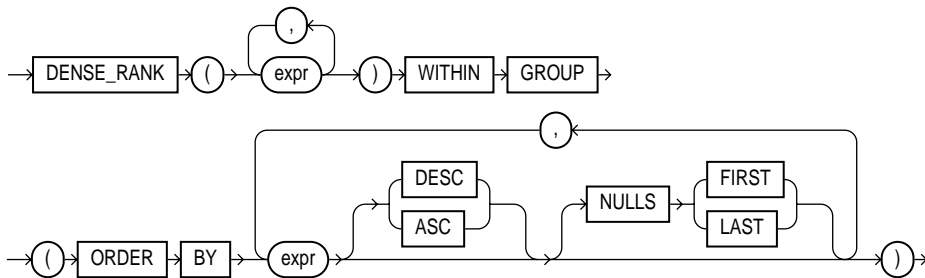 ,
DENSE_RANK ( expr ) WITHIN GROUP
,
DESC FIRST
NULLS
ASC LAST
( ORDER BY expr )